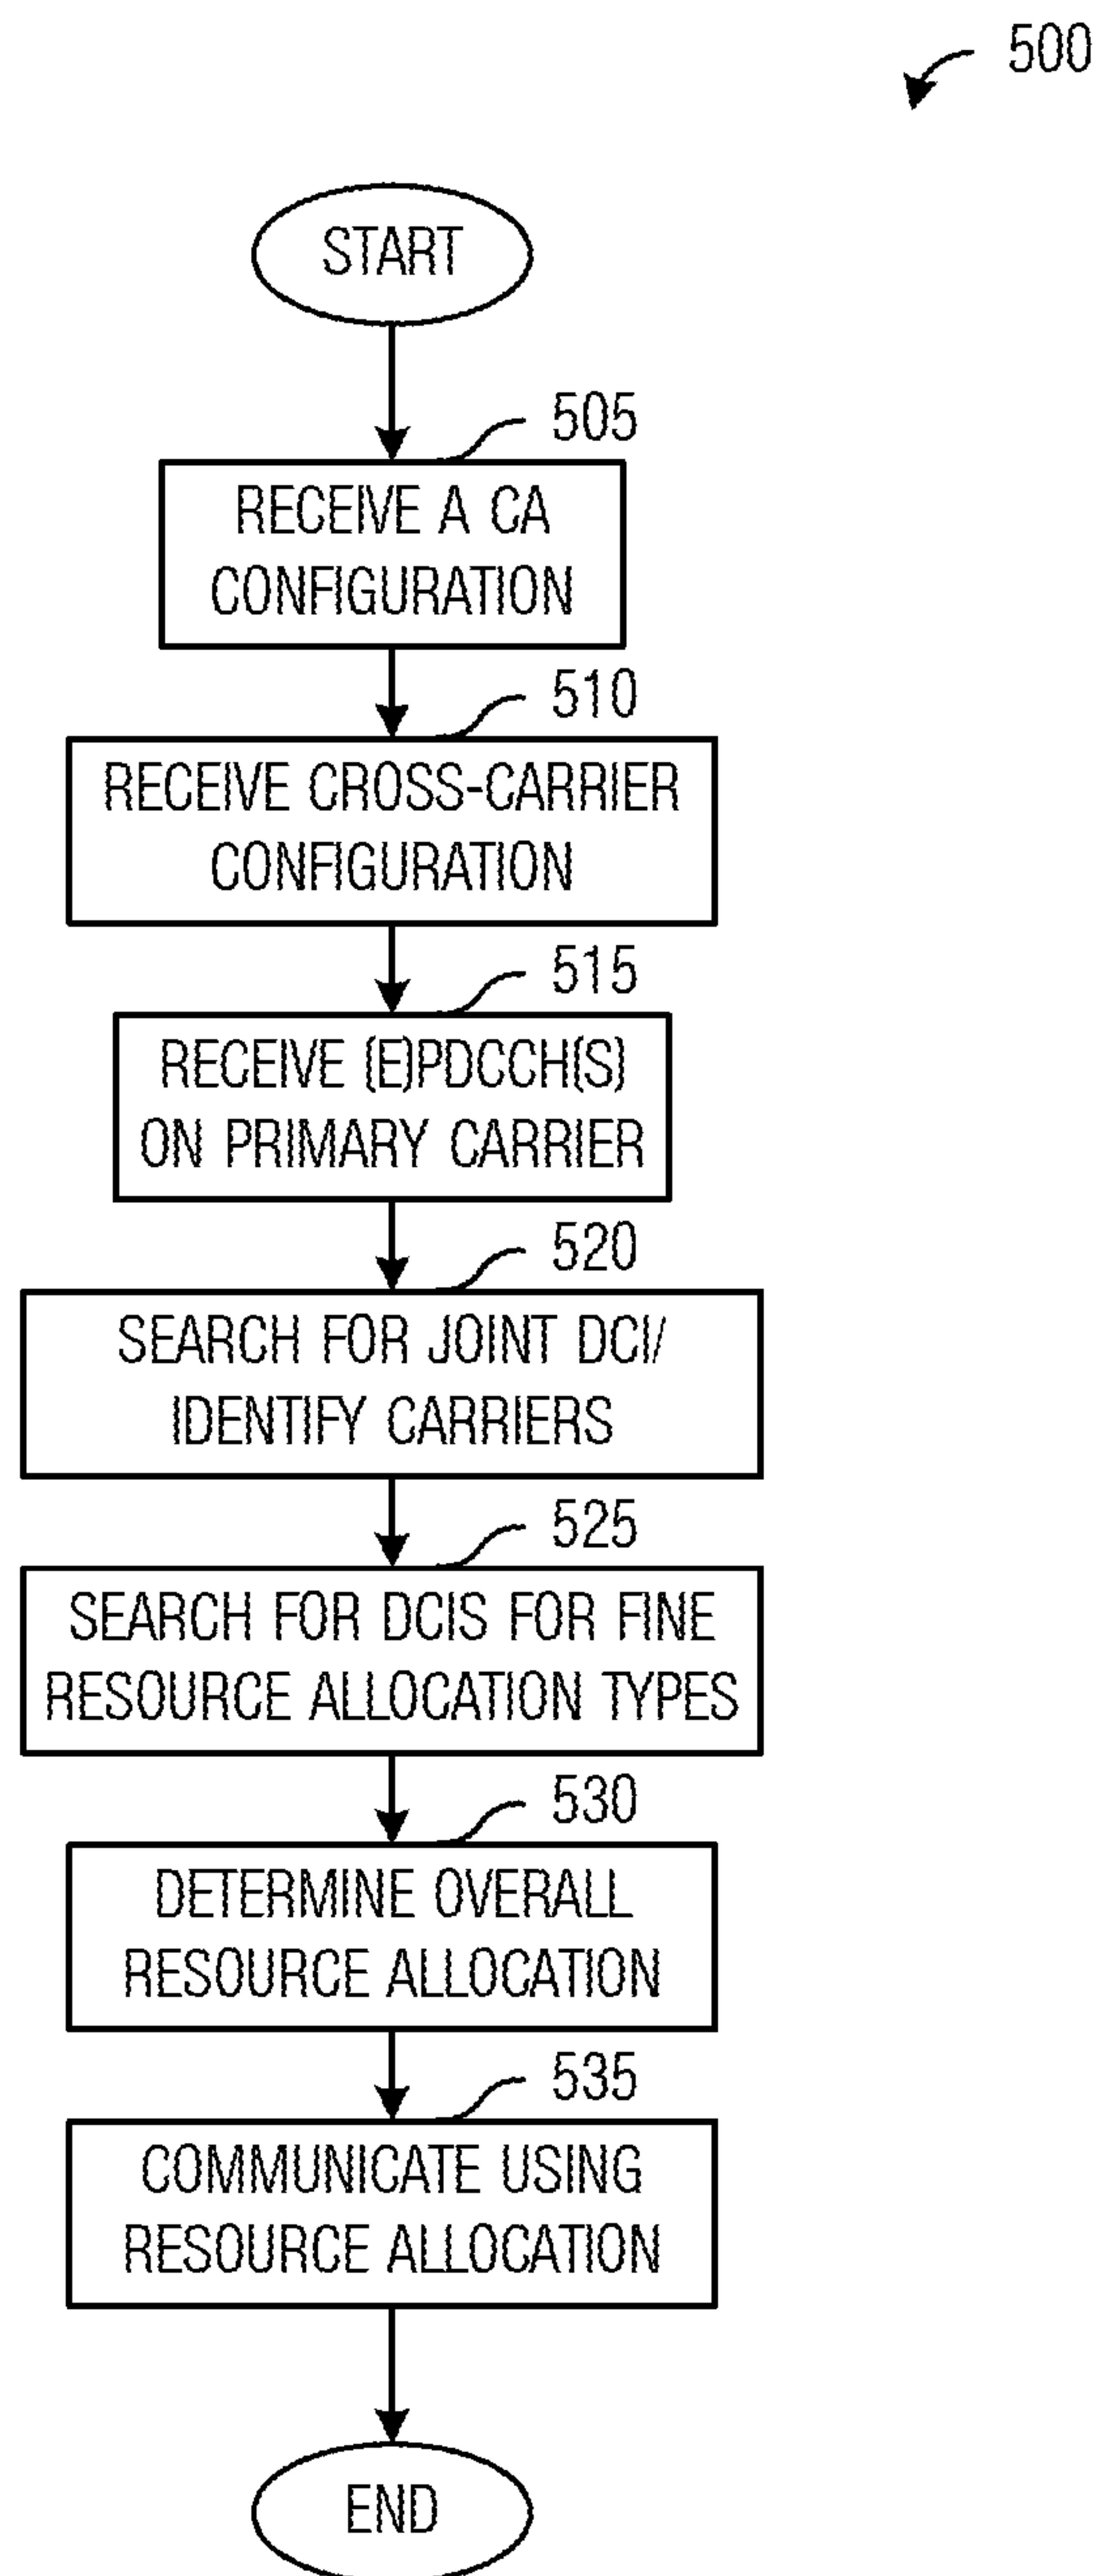 500
START
505
RECEIVE A CA
CONFIGURATION
510
RECEIVE CROSS-CARRIER
CONFIGURATION
515
RECEIVE (E)PDCCH(S)
ON PRIMARY CARRIER
520
SEARCH FOR JOINT DCI/
IDENTIFY CARRIERS
525
SEARCH FOR DCIS FOR FINE
RESOURCE ALLOCATION TYPES
530
DETERMINE OVERALL
RESOURCE ALLOCATION
535
COMMUNICATE USING
RESOURCE ALLOCATION
END